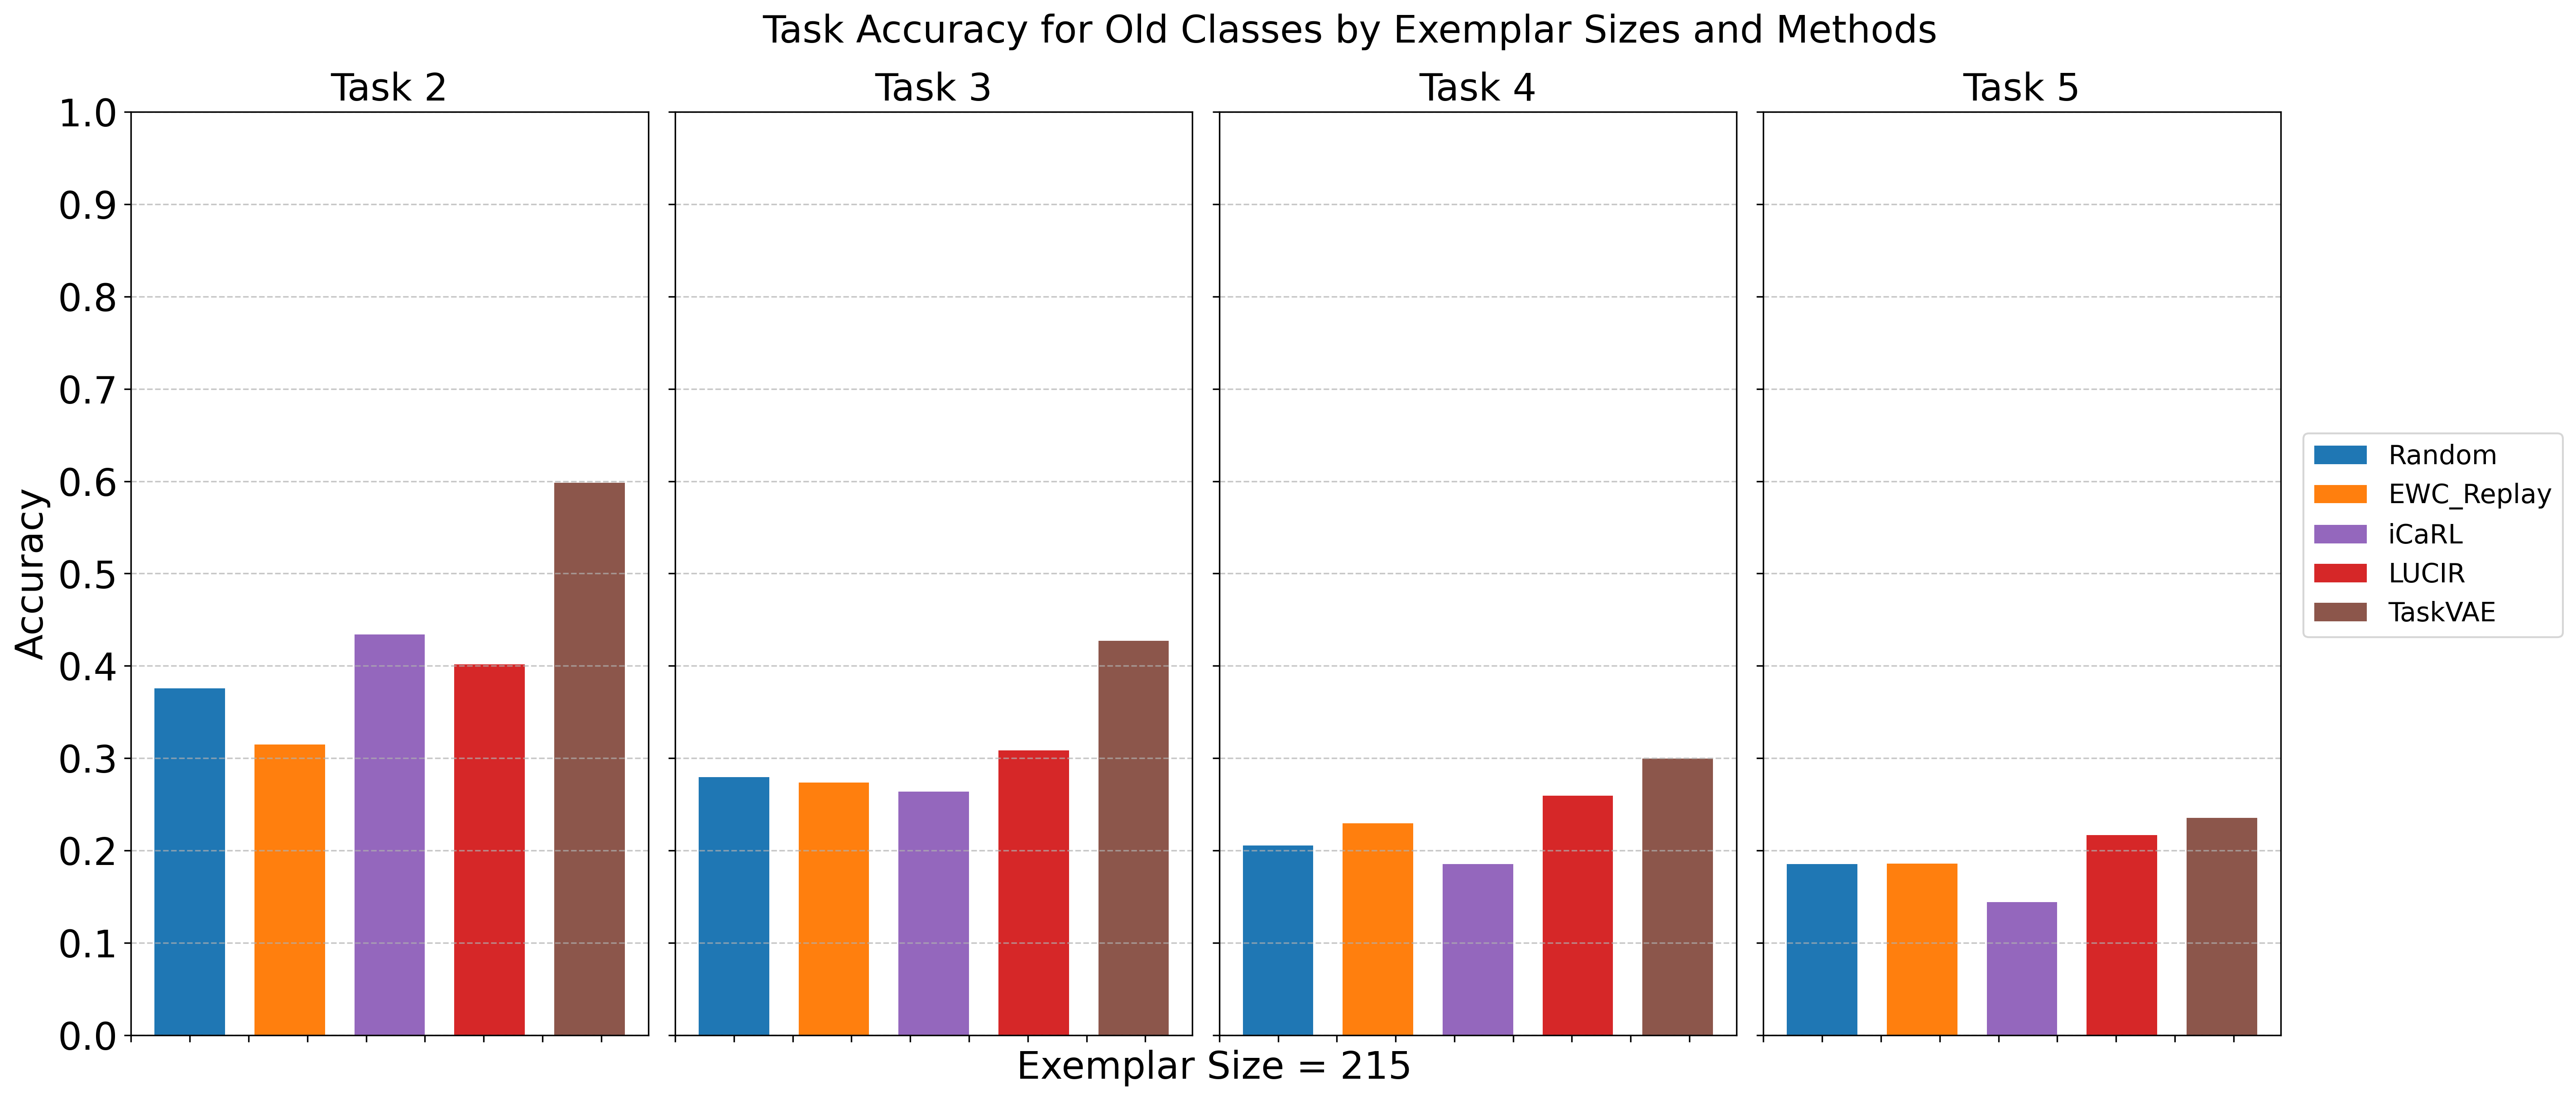 Task Accuracy for Old Classes by Exemplar Sizes and Methods
Task 2
Task 3
Task 4
Task 5
Accuracy
1.0
0.9
0.8
0.7
0.6
0.5
0.4
0.3
0.2
0.1
0.0
Exemplar Size = 215
Random
EWC_Replay
iCaRL
LUCIR
TaskVAE